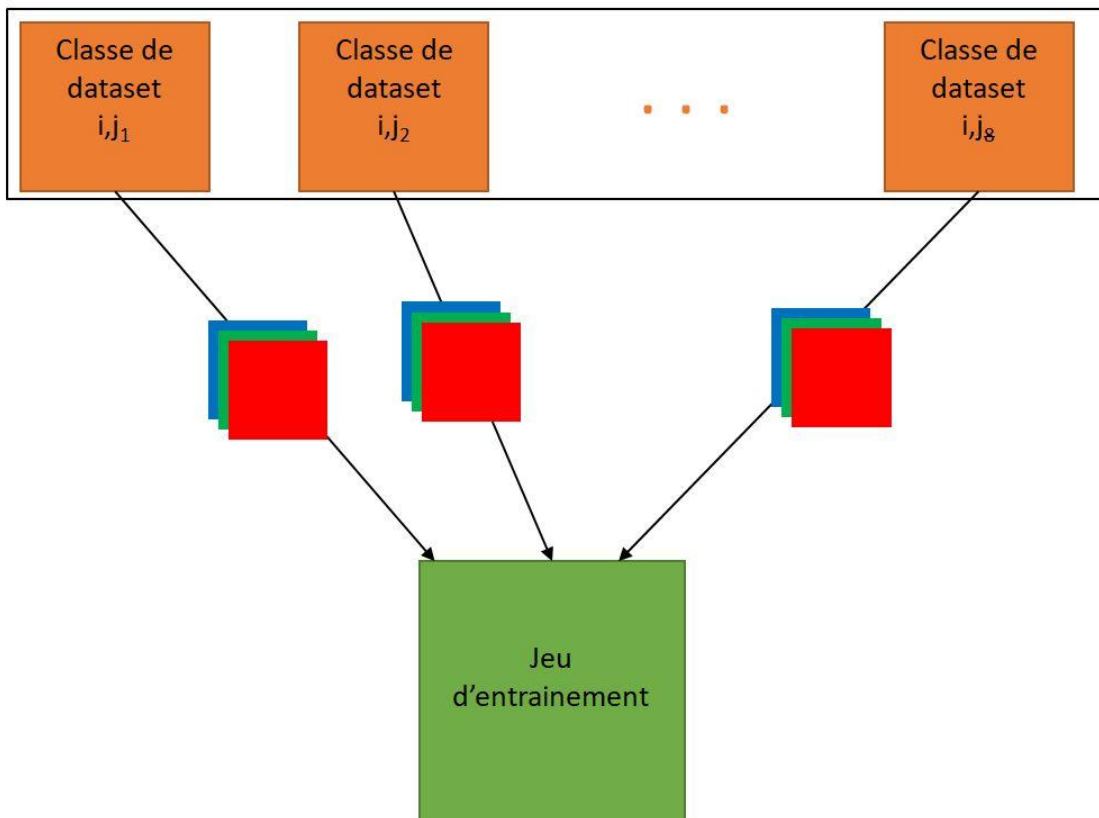 Classe de
dataset
i,j₁
Classe de
dataset
i,j₂
. . .
Classe de
dataset
i,j₈
Jeu
d'entrainement